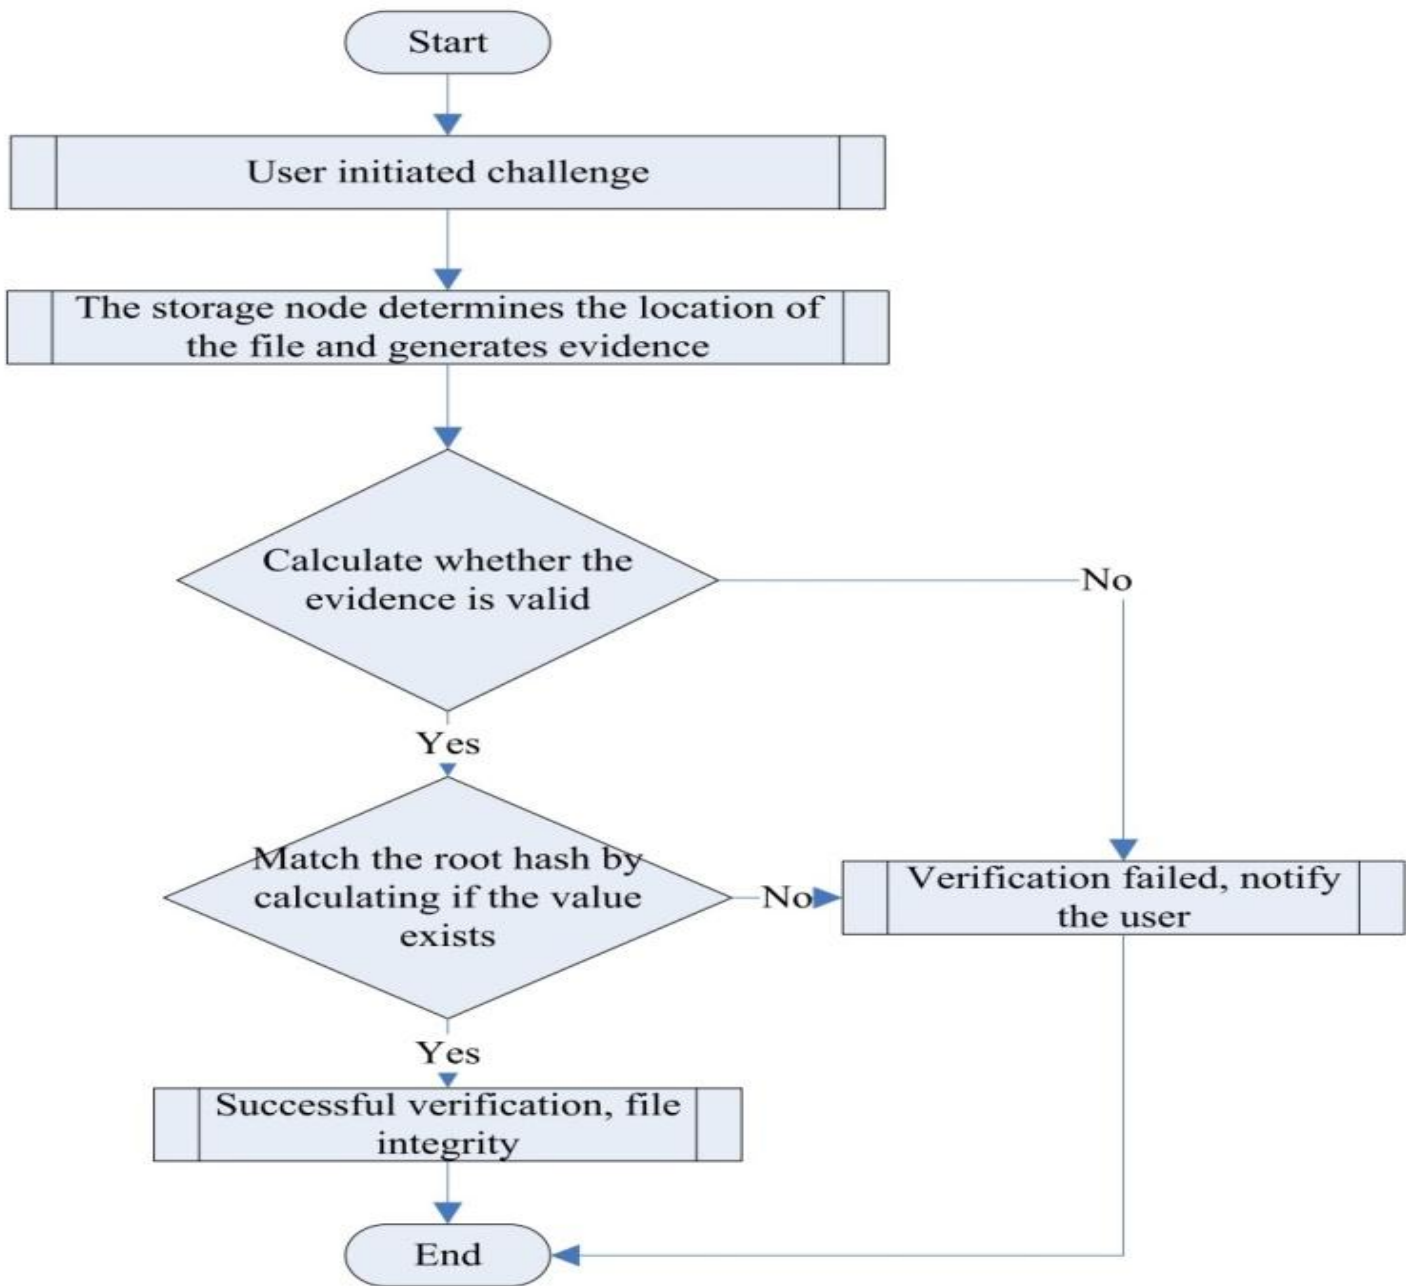 Start
User initiated challenge
The storage node determines the location of
the file and generates evidence
Calculate whether the
evidence is valid
No
Yes
Match the root hash by
calculating if the value
exists
No
Verification failed, notify
the user
Yes
Successful verification, file
integrity
End